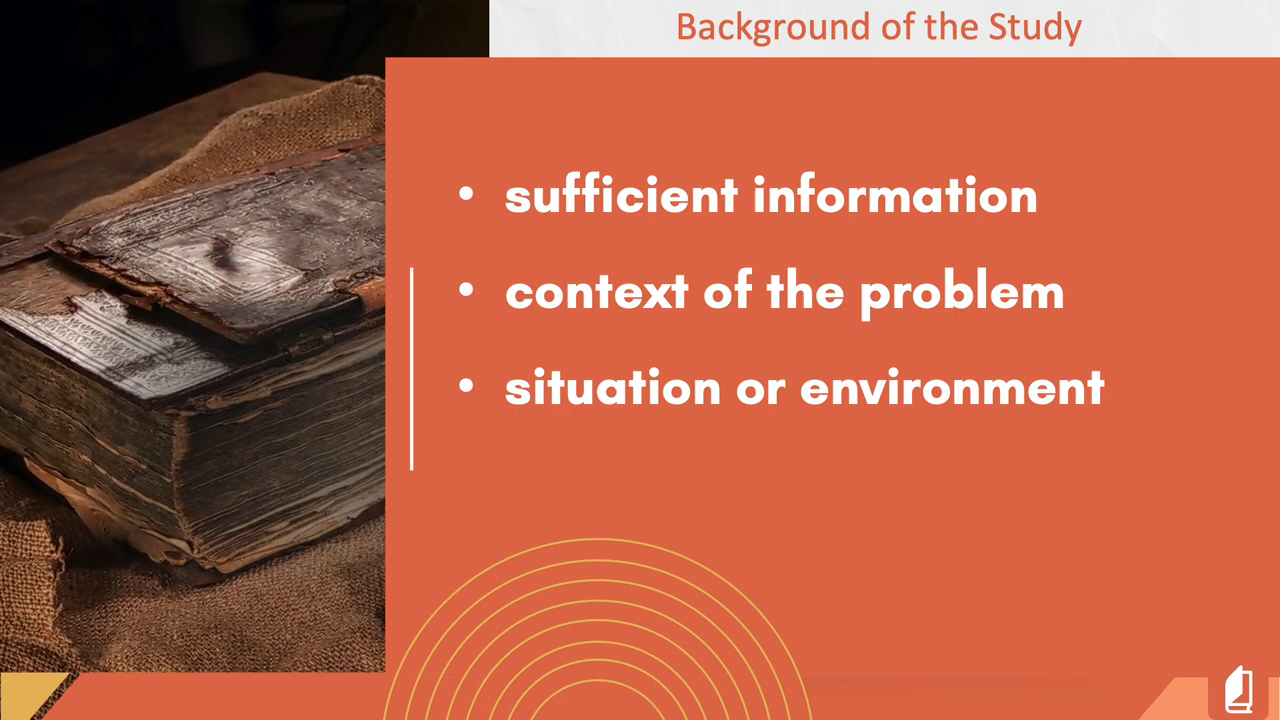 Background of the Study
• sufficient information
• context of the problem
• situation or environment